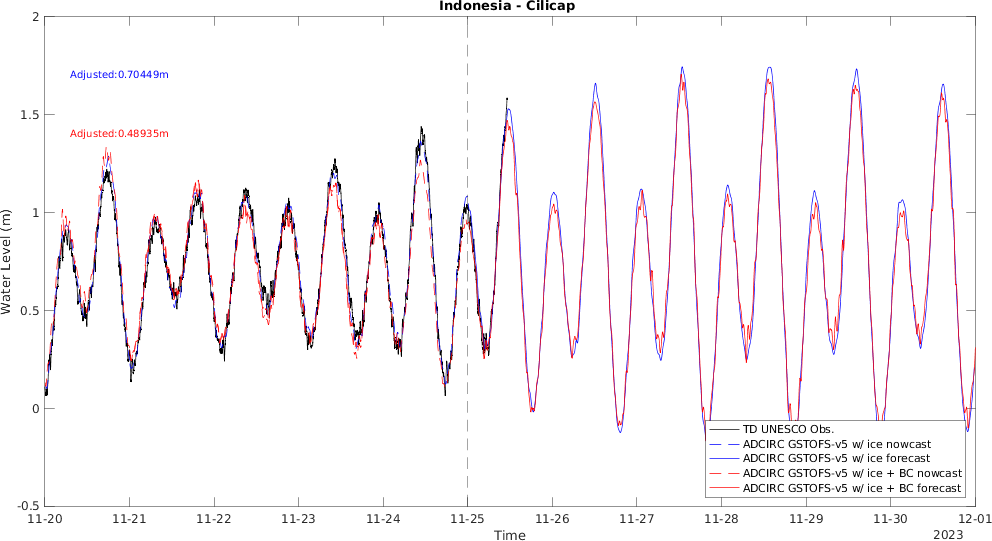 Indonesia - Cilicap
2
1.5
1
0.5
0
-0.5
Water Level (m)
Adjusted:0.70449m
Adjusted:0.48935m
TD UNESCO Obs.
ADCIRC GSTOFS-v5 w/ ice nowcast
ADCIRC GSTOFS-v5 w/ ice forecast
ADCIRC GSTOFS-v5 w/ ice + BC nowcast
ADCIRC GSTOFS-v5 w/ ice + BC forecast
11-20 11-21 11-22 11-23 11-24 11-25 11-26 11-27 11-28 11-29 11-30 12-01
Time
2023